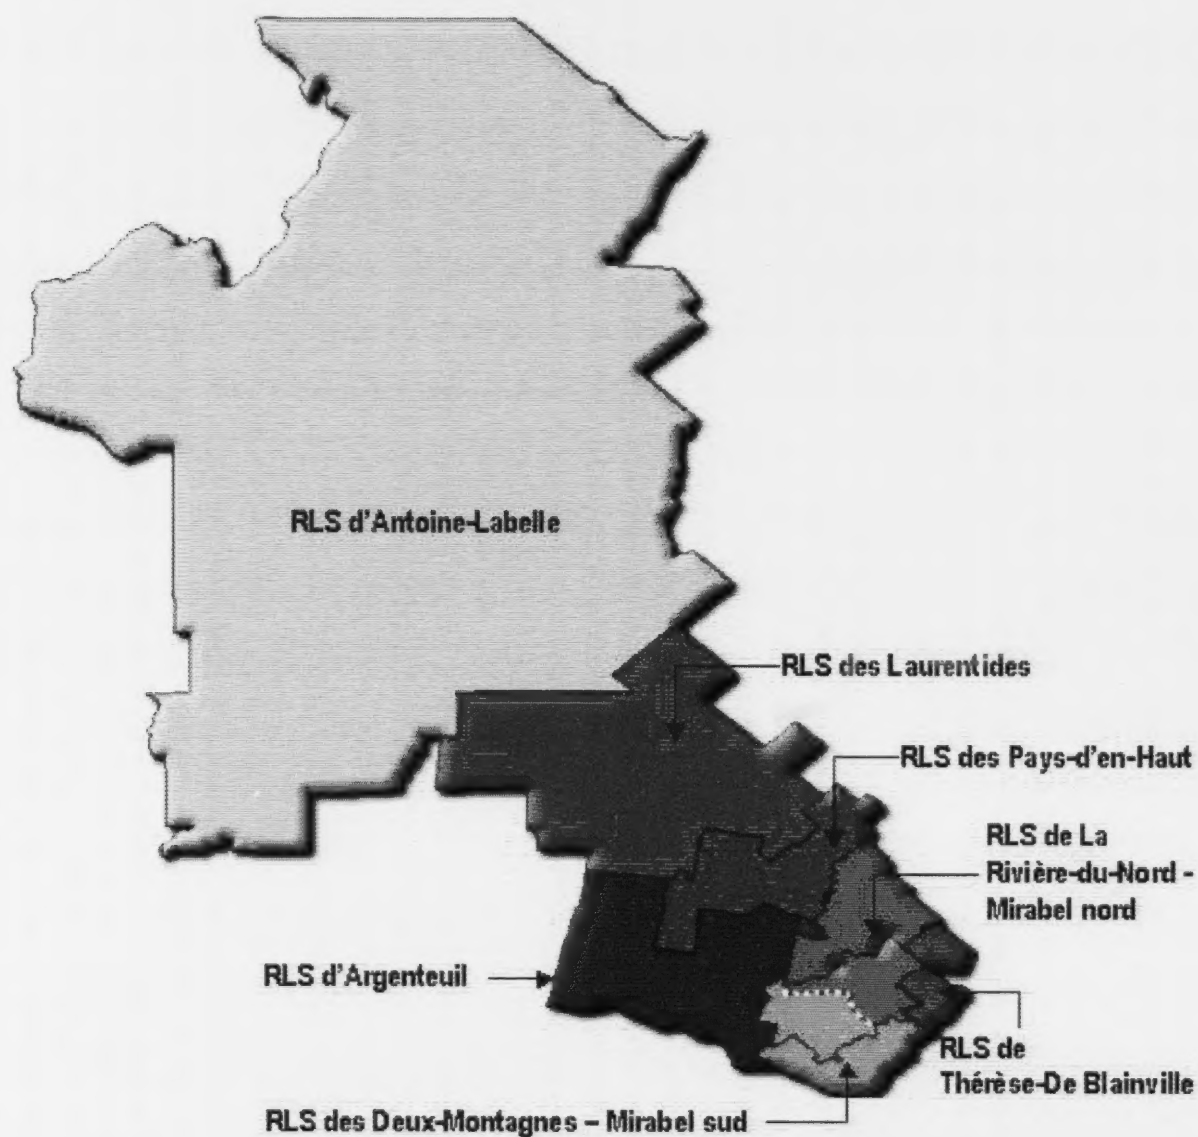 RLS d'Antoine-Labelle
RLS des Laurentides
RLS des Pays-d'en-Haut
RLS de La
Rivière-du-Nord -
Mirabel nord
RLS d'Argenteuil
RLS de
Thérèse-De Blainville
RLS des Deux-Montagnes – Mirabel sud